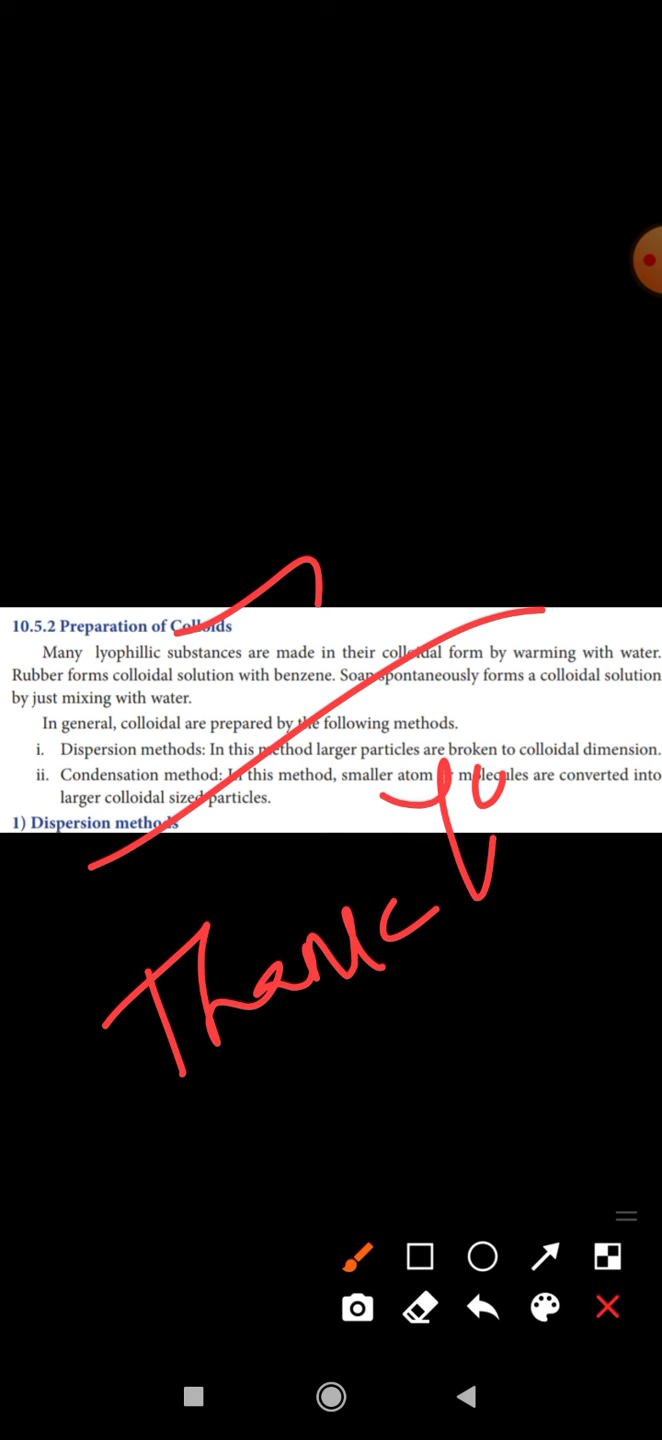 10.5.2 Preparation of Colloids
Many lyophillic substances are made in their colloidal form by warming with water.
Rubber forms colloidal solution with benzene. Soap spontaneously forms a colloidal solution
by just mixing with water.
In general, colloidal are prepared by the following methods.
i. Dispersion methods: In this method larger particles are broken to colloidal dimension.
ii. Condensation method: In this method, smaller atom or molecules are converted into
larger colloidal sized particles.
1) Dispersion methods
Thank Yu